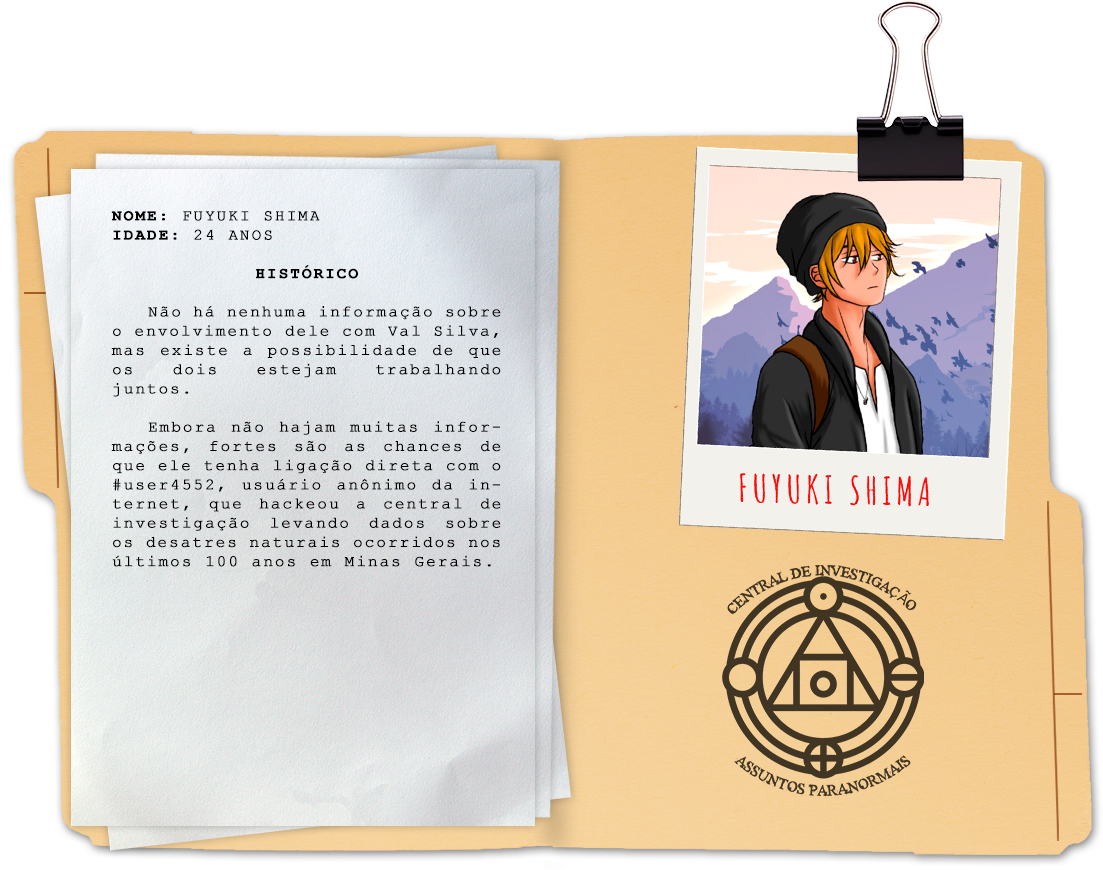 NOME: FUYUKI SHIMA
IDADE: 24 ANOS
HISTÓRICO
Não há nenhuma informação sobre
o envolvimento dele com Val Silva,
mas existe a possibilidade de que
os dois estejam trabalhando
juntos.
Embora não hajam muitas infor-
mações, fortes são as chances de
que ele tenha ligação direta com o
#user4552, usuário anônimo da in-
ternet, que hackeou a central de
investigação levando dados sobre
os desatres naturais ocorridos nos
últimos 100 anos em Minas Gerais.
FUYUKI SHIMA
CENTRAL DE INVESTIGAÇÃO
ASSUNTOS PARANORMAIS